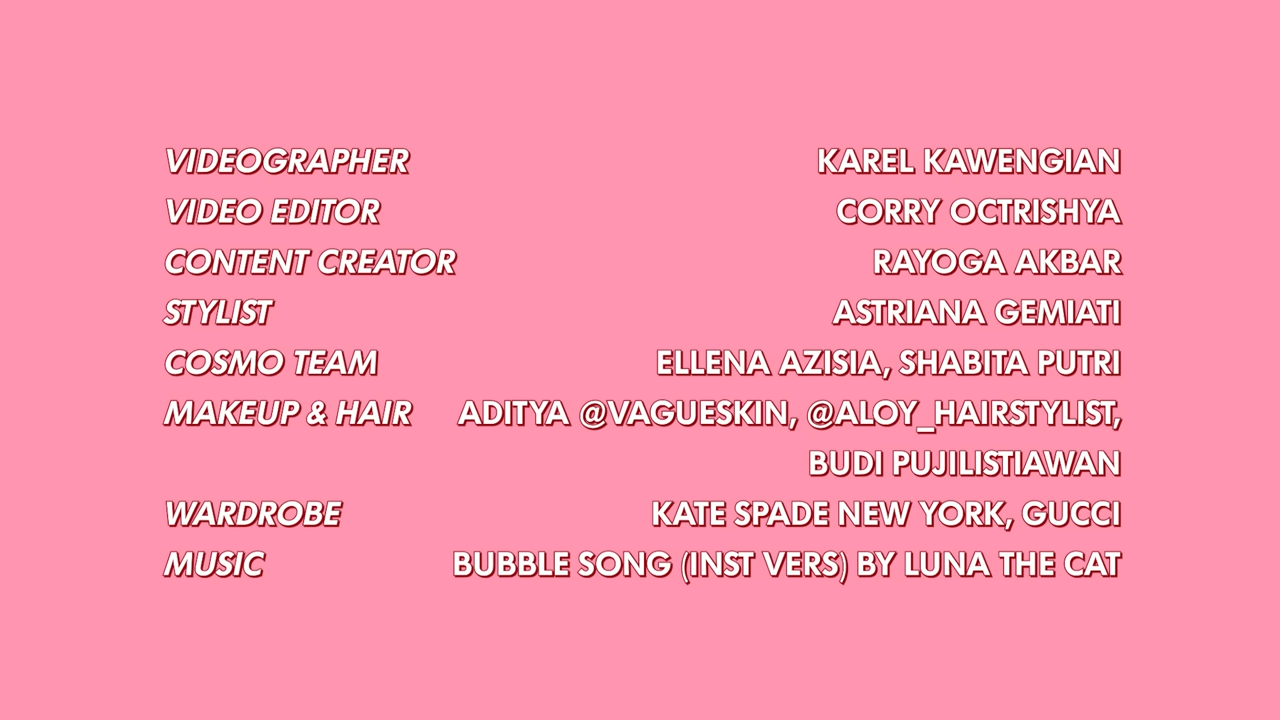 VIDEOGRAPHER KAREL KAWENGIAN
VIDEO EDITOR CORRY OCTRISHYA
CONTENT CREATOR RAYOGA AKBAR
STYLIST ASTRIANA GEMIATI
COSMO TEAM ELLENA AZISIA, SHABITA PUTRI
MAKEUP & HAIR ADITYA @VAGUESKIN, @ALOY_HAIRSTYLIST,
BUDI PUJILISTIAWAN
WARDROBE KATE SPADE NEW YORK, GUCCI
MUSIC BUBBLE SONG (INST VERS) BY LUNA THE CAT